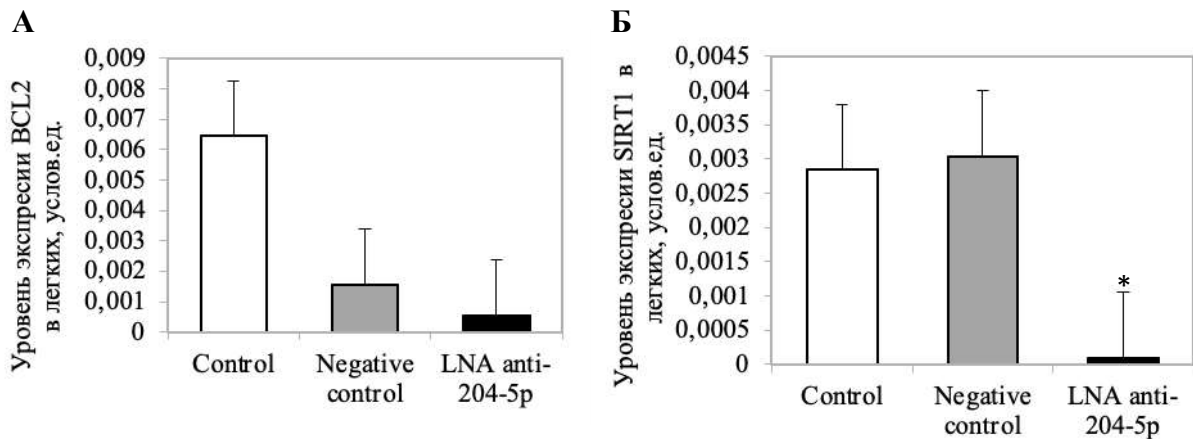 А
Уровень экспресии BCL2
в легких, услов.ед.
0,009
0,008
0,007
0,006
0,005
0,004
0,003
0,002
0,001
0
Control
Negative
control
LNA anti-
204-5p
Б
Уровень экспресии SIRT1 в
легких, услов.ед.
0,0045
0,004
0,0035
0,003
0,0025
0,002
0,0015
0,001
0,0005
0
*
Control
Negative
control
LNA anti-
204-5p